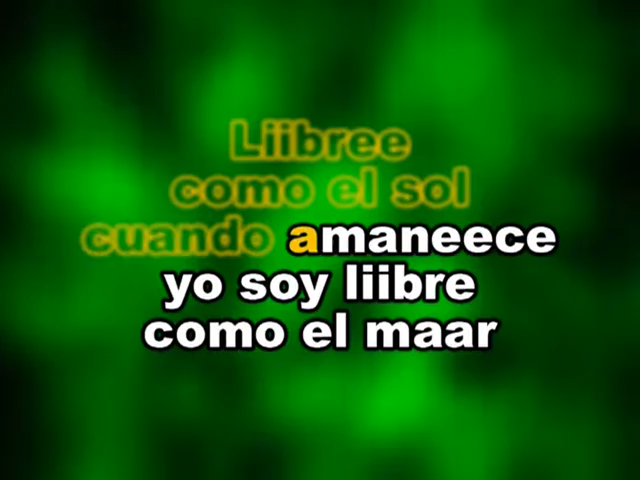 Liibree
como el sol
cuando amaneece
yo soy liibre
como el maar